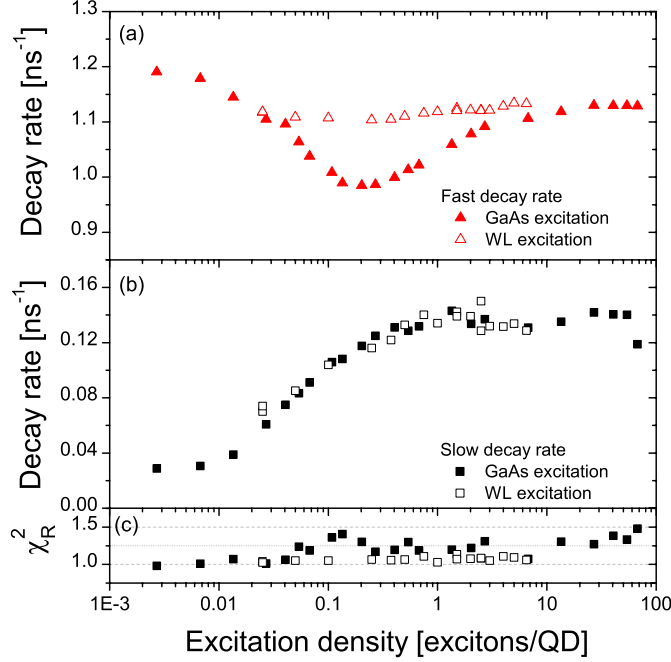 1.3
(a)
1.2
1.1
1.0
0.9
Decay rate [ns⁻¹]
Fast decay rate
GaAs excitation
WL excitation
(b)
0.16
0.12
0.08
0.04
0.00
Decay rate [ns⁻¹]
Slow decay rate
GaAs excitation
WL excitation
(c)
1.5
1.0
χ²_R
1E-3
0.01
0.1
1
10
100
Excitation density [excitons/QD]